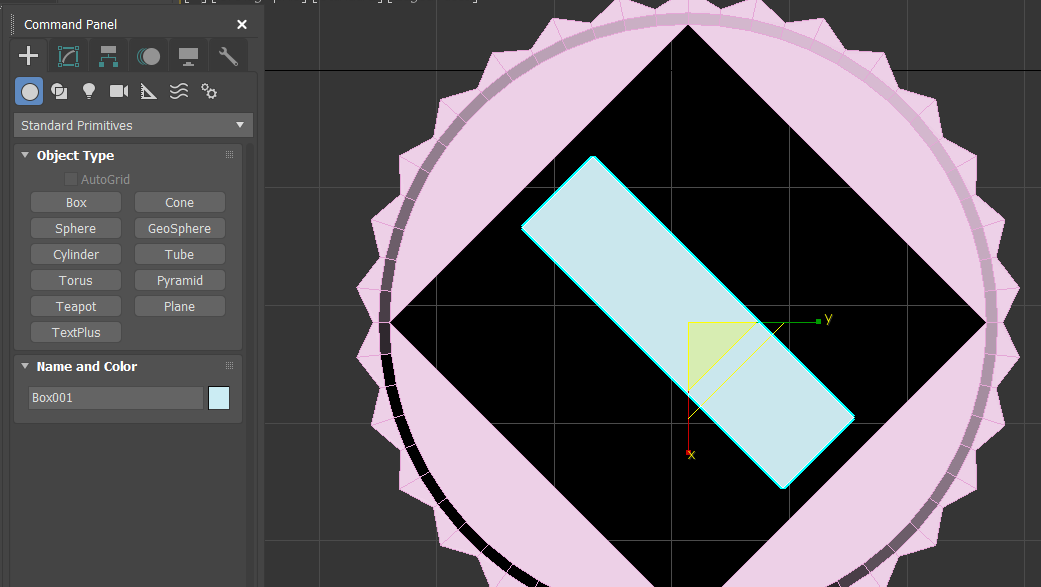 Command Panel
Standard Primitives
Object Type
AutoGrid
Box Cone
Sphere GeoSphere
Cylinder Tube
Torus Pyramid
Teapot Plane
TextPlus
Name and Color
Box001
y
x